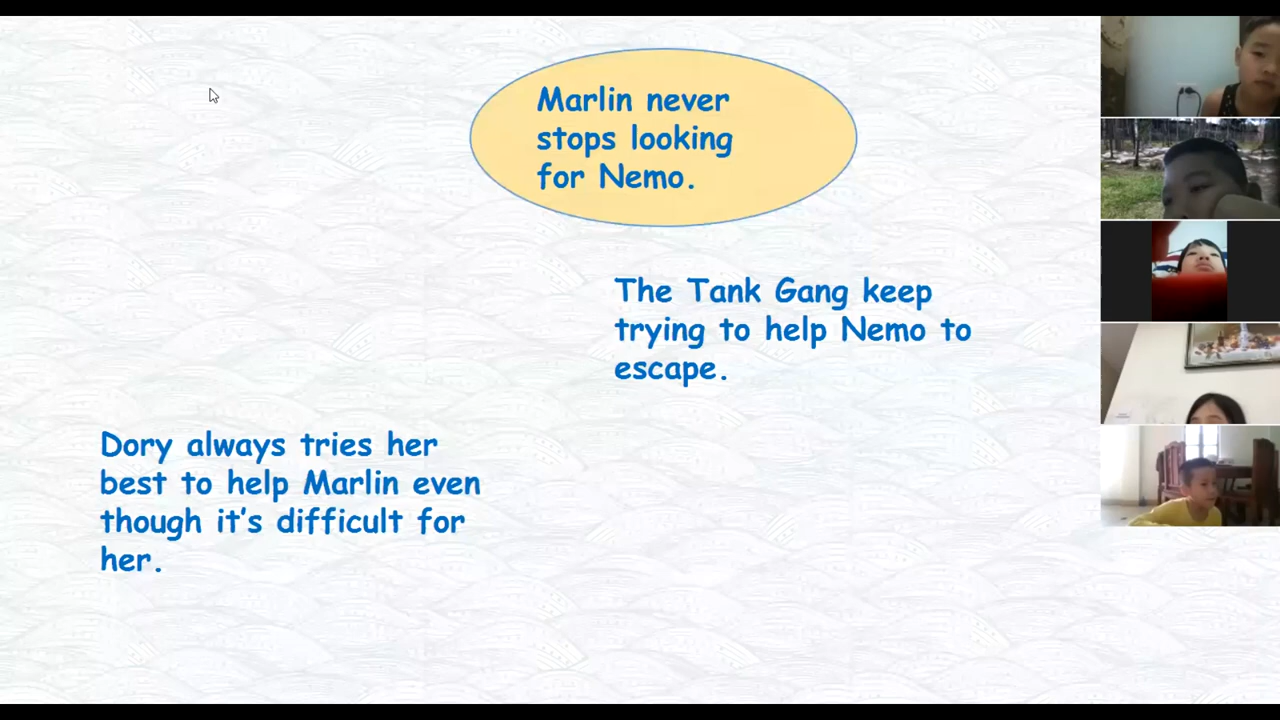 Marlin never
stops looking
for Nemo.
The Tank Gang keep
trying to help Nemo to
escape.
Dory always tries her
best to help Marlin even
though it's difficult for
her.